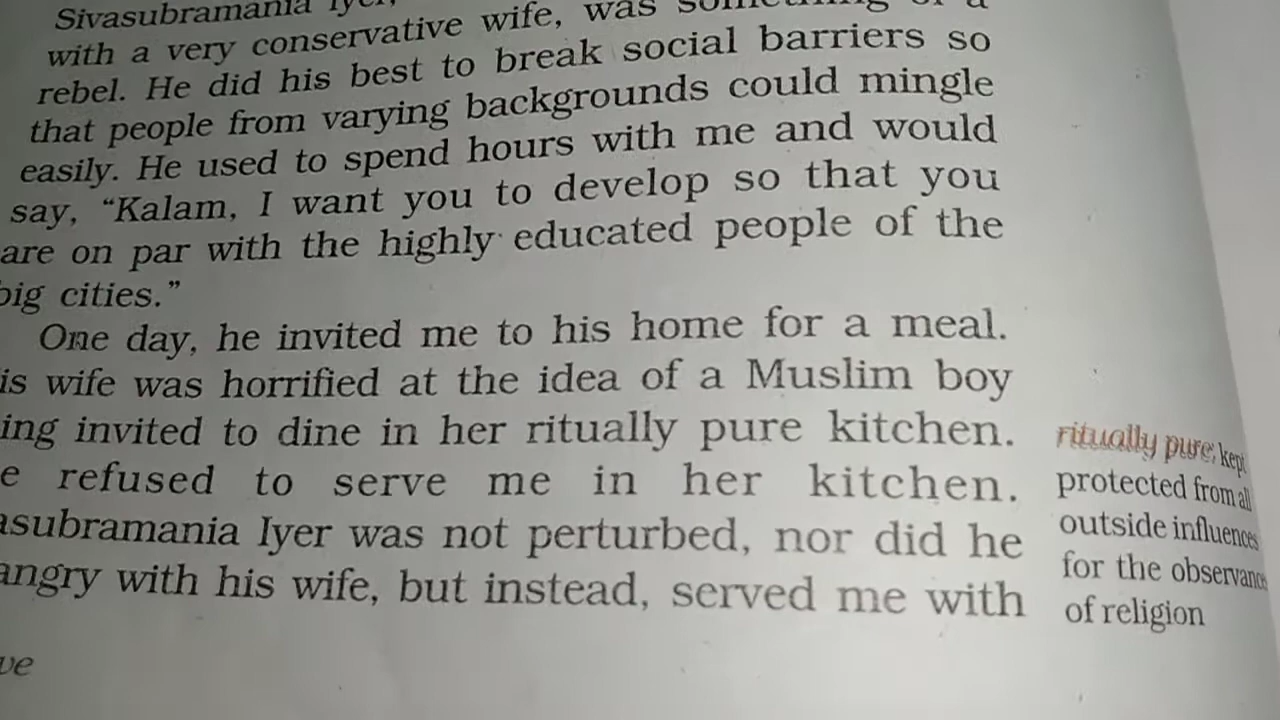 Sivasubramania Iyer,
with a very conservative wife, was something of a
rebel. He did his best to break social barriers so
that people from varying backgrounds could mingle
easily. He used to spend hours with me and would
say, “Kalam, I want you to develop so that you
are on par with the highly educated people of the
big cities.”
One day, he invited me to his home for a meal.
is wife was horrified at the idea of a Muslim boy
ing invited to dine in her ritually pure kitchen.
e refused to serve me in her kitchen.
asubramania Iyer was not perturbed, nor did he
angry with his wife, but instead, served me with
ritually pure: kept
protected from all
outside influences
for the observance
of religion
ve